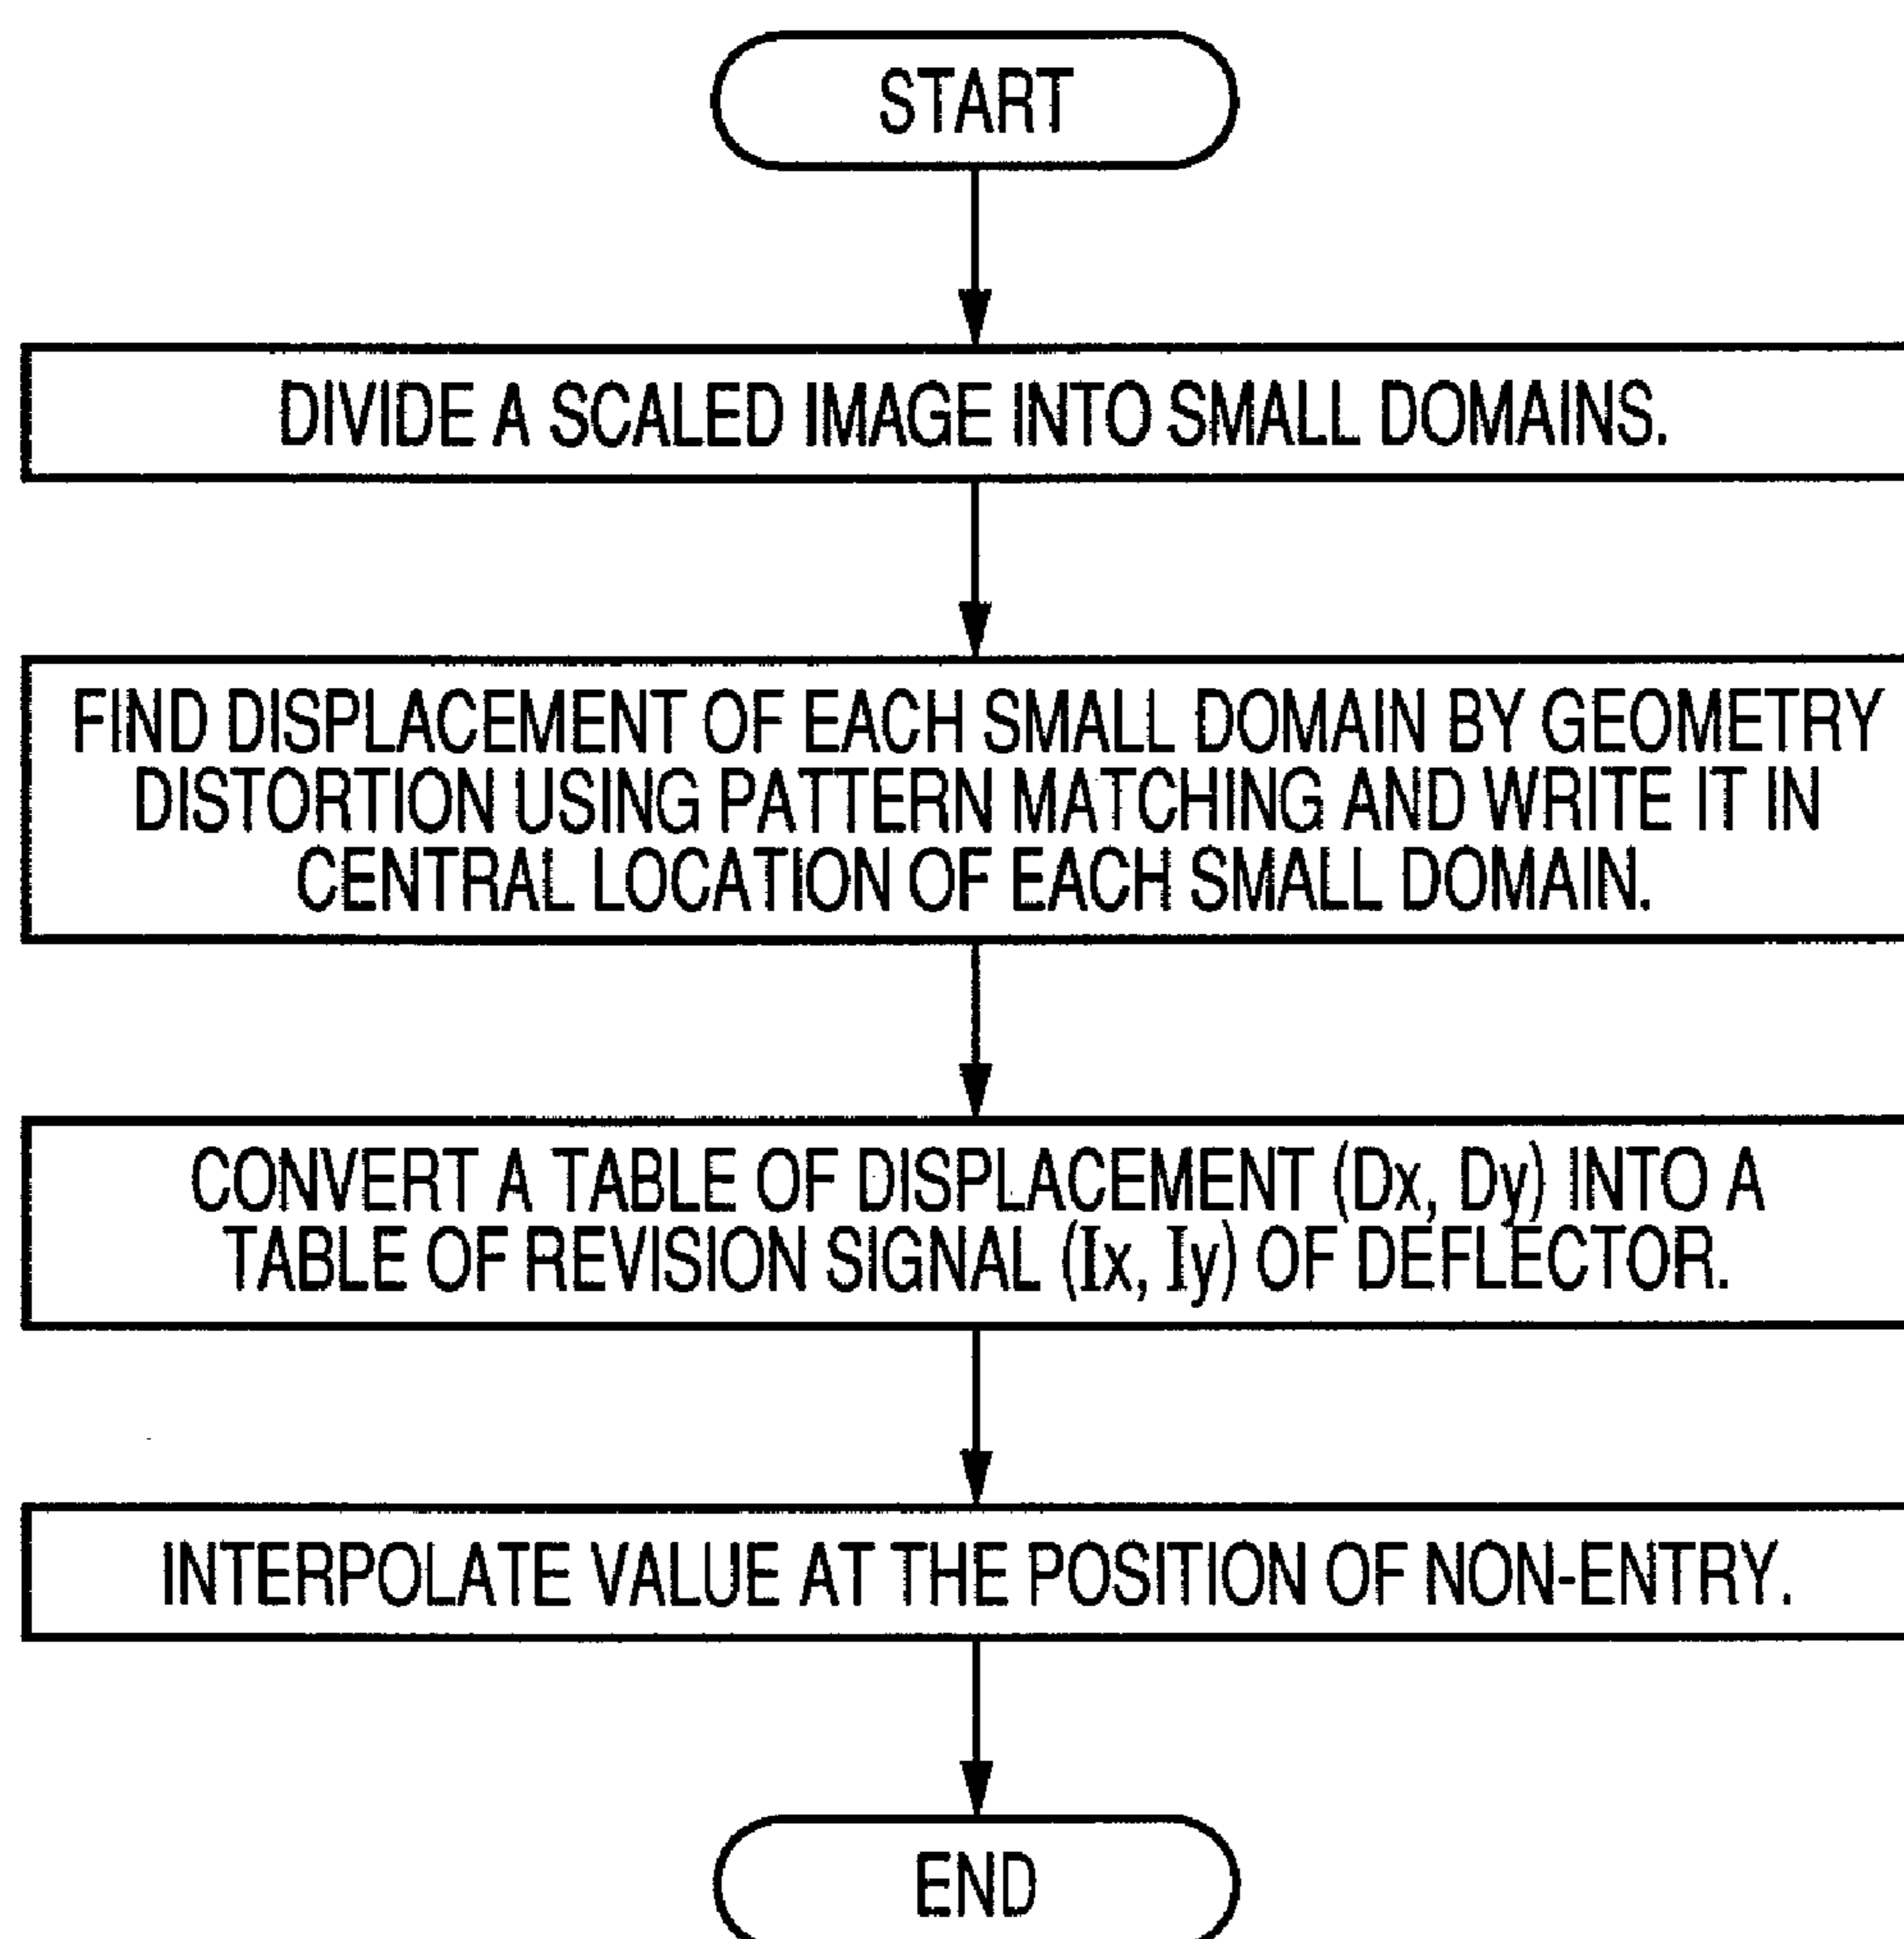 START
DIVIDE A SCALED IMAGE INTO SMALL DOMAINS.
FIND DISPLACEMENT OF EACH SMALL DOMAIN BY GEOMETRY
DISTORTION USING PATTERN MATCHING AND WRITE IT IN
CENTRAL LOCATION OF EACH SMALL DOMAIN.
CONVERT A TABLE OF DISPLACEMENT (Dx, Dy) INTO A
TABLE OF REVISION SIGNAL (Ix, Iy) OF DEFLECTOR.
INTERPOLATE VALUE AT THE POSITION OF NON-ENTRY.
END